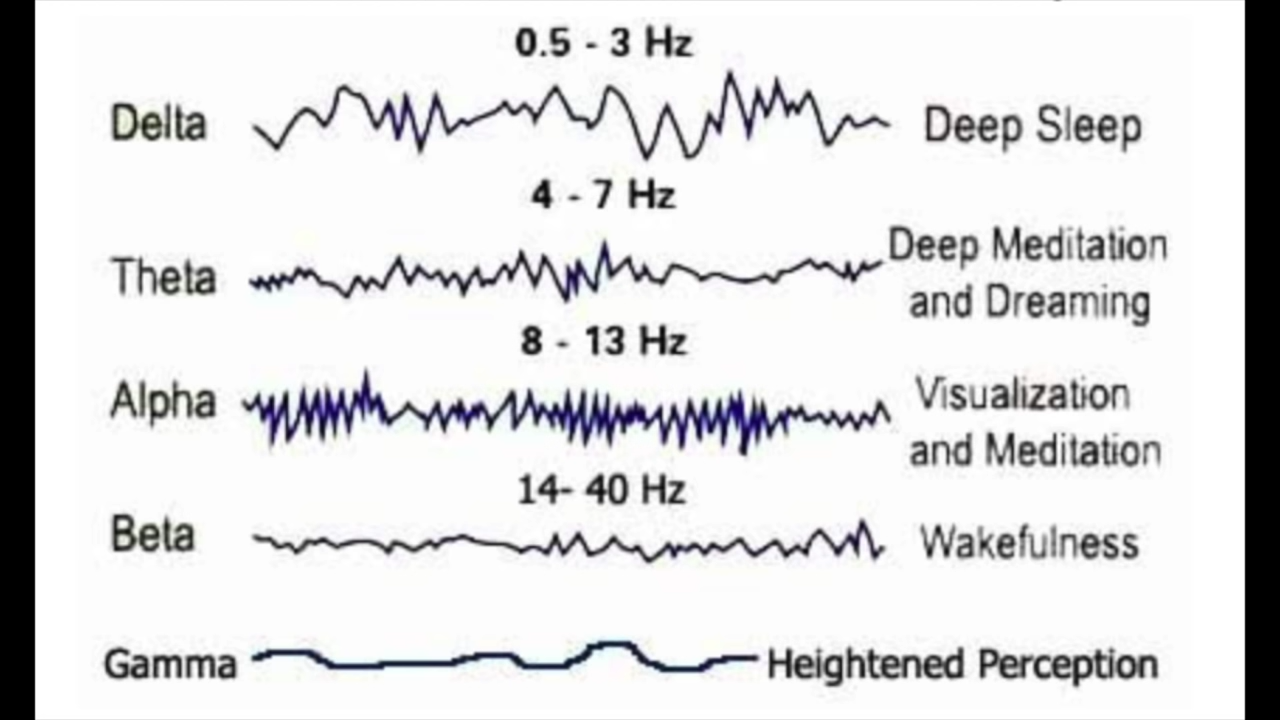 0.5 - 3 Hz
Delta
Deep Sleep
4 - 7 Hz
Theta
Deep Meditation
and Dreaming
8 - 13 Hz
Alpha
Visualization
and Meditation
14- 40 Hz
Beta
Wakefulness
Gamma
Heightened Perception